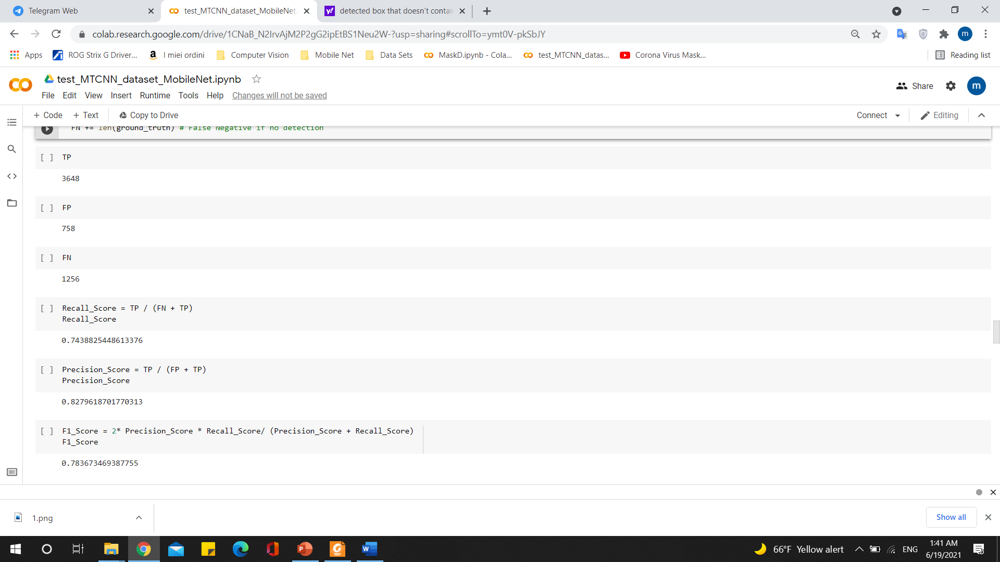 Telegram Web
test_MTCNN_dataset_MobileNet.
detected box that doesn't contai
colab.research.google.com/drive/1CNaB_N2IrvAjM2P2gG2ipEtBS1Neu2W-?usp=sharing#scrollTo=ymt0V-pkSbJY
m
Apps
ROG Strix G Driver...
I miei ordini
Computer Vision
Mobile Net
Data Sets
MaskD.ipynb - Cola...
test_MTCNN_datas...
Corona Virus Mask...
Reading list
test_MTCNN_dataset_MobileNet.ipynb
Share
m
File Edit View Insert Runtime Tools Help Changes will not be saved
+ Code + Text Copy to Drive
Connect
Editing
FN += len(ground_truth) # False Negative if no detection
[ ] TP
3648
[ ] FP
758
[ ] FN
1256
[ ] Recall_Score = TP / (FN + TP)
Recall_Score
0.7438825448613376
[ ] Precision_Score = TP / (FP + TP)
Precision_Score
0.8279618701770313
[ ] F1_Score = 2* Precision_Score * Recall_Score/ (Precision_Score + Recall_Score)
F1_Score
0.783673469387755
1.png
Show all
66°F Yellow alert
ENG
1:41 AM
6/19/2021